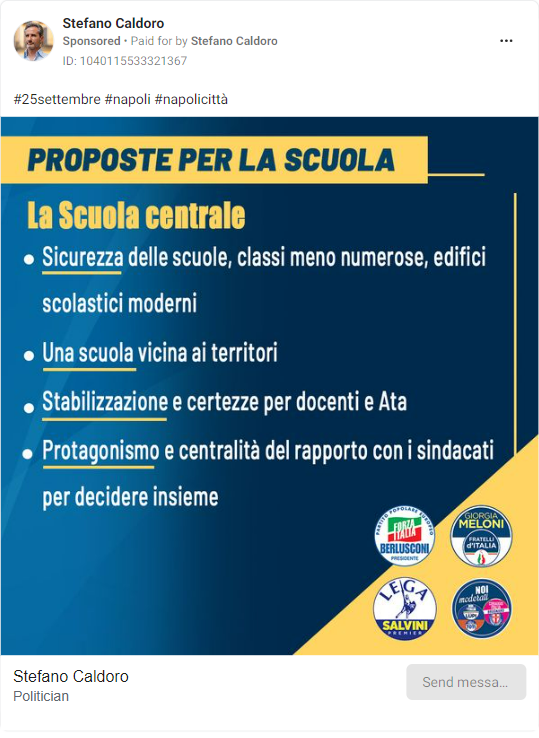 Stefano Caldoro
Sponsored • Paid for by Stefano Caldoro
ID: 1040115533321367
#25settembre #napoli #napolicittà
PROPOSTE PER LA SCUOLA
La Scuola centrale
• Sicurezza delle scuole, classi meno numerose, edifici
scolastici moderni
• Una scuola vicina ai territori
• Stabilizzazione e certezze per docenti e Ata
• Protagonismo e centralità del rapporto con i sindacati
per decidere insieme
PARTITO POPOLARE EUROPEO
FORZA
ITALIA
BERLUSCONI
PRESIDENTE
GIORGIA
MELONI
FRATELLI
d'ITALIA
LEGA
SALVINI
PREMIER
NOI
moderati
Stefano Caldoro
Politician
Send messa...